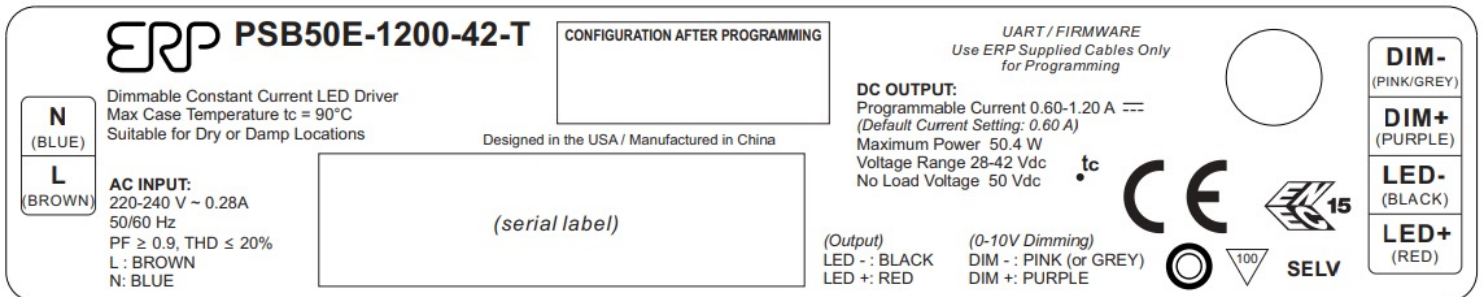 ERP PSB50E-1200-42-T
Dimmable Constant Current LED Driver
Max Case Temperature tc = 90°C
Suitable for Dry or Damp Locations
N
(BLUE)
L
(BROWN)
AC INPUT:
220-240 V ~ 0.28A
50/60 Hz
PF ≥ 0.9, THD ≤ 20%
L : BROWN
N: BLUE
CONFIGURATION AFTER PROGRAMMING
Designed in the USA / Manufactured in China
(serial label)
UART / FIRMWARE
Use ERP Supplied Cables Only
for Programming
DC OUTPUT:
Programmable Current 0.60-1.20 A ⎓
(Default Current Setting: 0.60 A)
Maximum Power 50.4 W
Voltage Range 28-42 Vdc
No Load Voltage 50 Vdc
tc
CE
ENEC 15
(Output)
LED - : BLACK
LED +: RED
(0-10V Dimming)
DIM - : PINK (or GREY)
DIM +: PURPLE
100
SELV
DIM-
(PINK/GREY)
DIM+
(PURPLE)
LED-
(BLACK)
LED+
(RED)